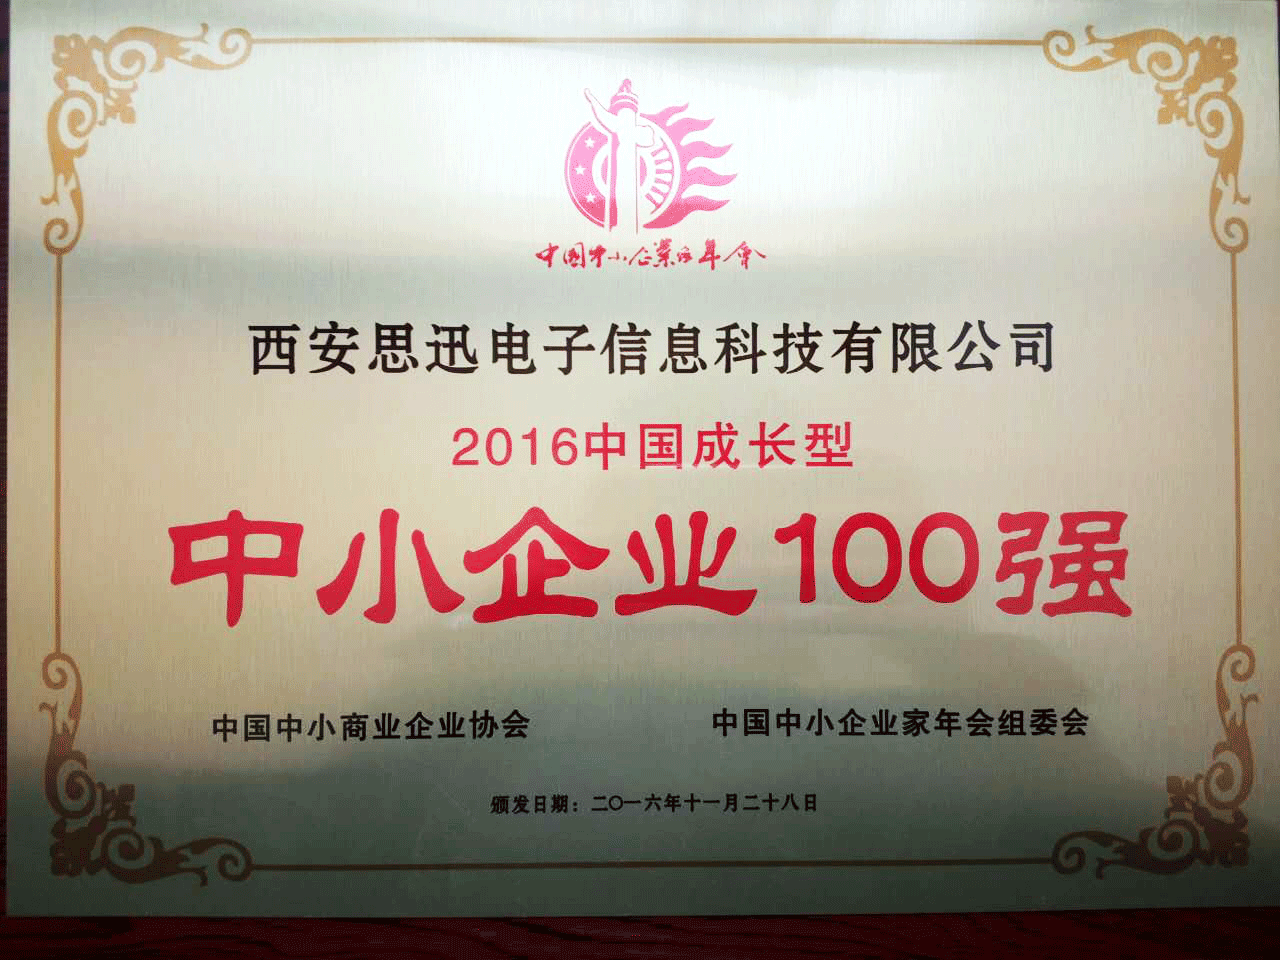 中国中小企業家年會
西安思迅电子信息科技有限公司
2016中国成长型
中小企业100强
中国中小商业企业协会
中国中小企业家年会组委会
颁发日期：二〇一六年十一月二十八日